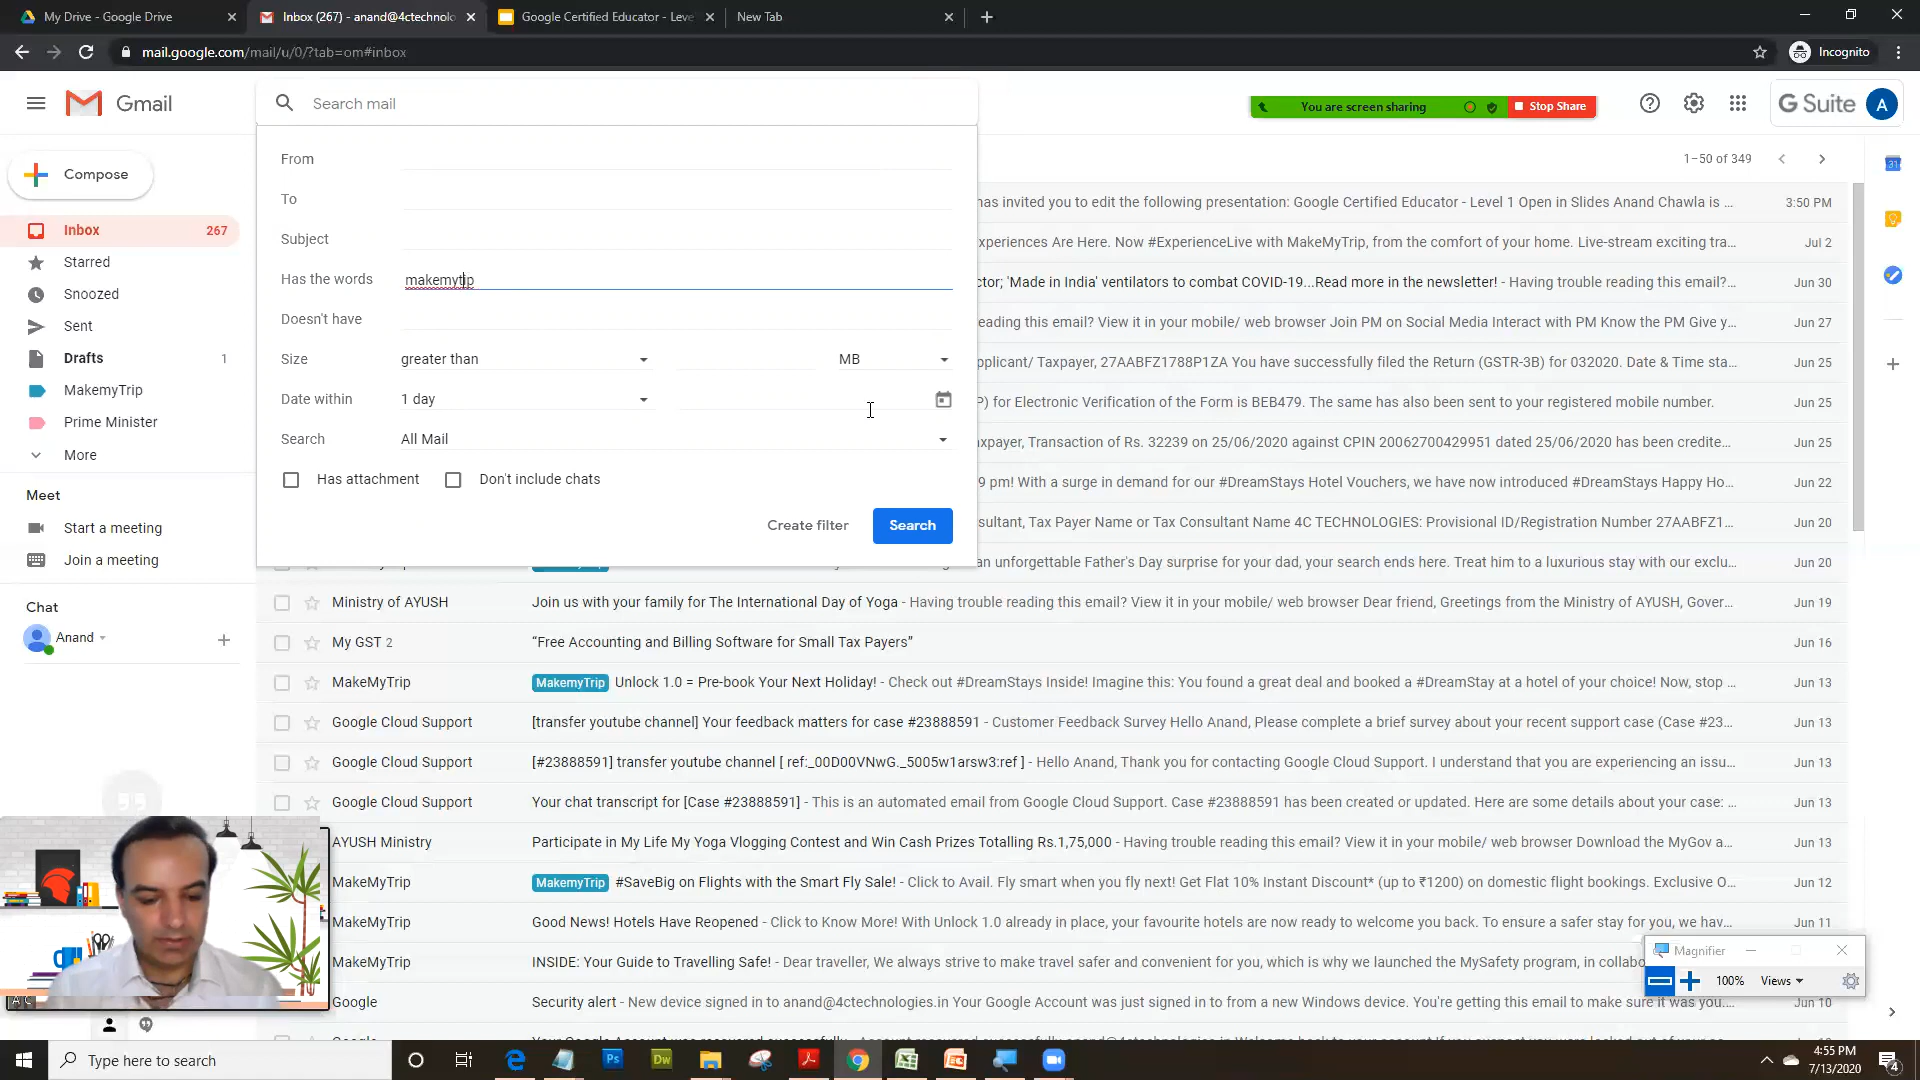 My Drive - Google Drive
Inbox (267) - anand@4ctechnolo
Google Certified Educator - Leve
New Tab
mail.google.com/mail/u/0/?tab=om#inbox
Incognito
Gmail
Search mail
You are screen sharing
Stop Share
G Suite
A
Compose
Inbox 267
Starred
Snoozed
Sent
Drafts 1
MakemyTrip
Prime Minister
More
Meet
Start a meeting
Join a meeting
Chat
Anand
From
To
Subject
Has the words makemytip
Doesn't have
Size greater than MB
Date within 1 day
Search All Mail
Has attachment Don't include chats
Create filter Search
1–50 of 349
31
has invited you to edit the following presentation: Google Certified Educator - Level 1 Open in Slides Anand Chawla is ... 3:50 PM
xperiences Are Here. Now #ExperienceLive with MakeMyTrip, from the comfort of your home. Live-stream exciting tra... Jul 2
ctor; 'Made in India' ventilators to combat COVID-19...Read more in the newsletter! - Having trouble reading this email?... Jun 30
eading this email? View it in your mobile/ web browser Join PM on Social Media Interact with PM Know the PM Give y... Jun 27
pplicant/ Taxpayer, 27AABFZ1788P1ZA You have successfully filed the Return (GSTR-3B) for 032020. Date & Time sta... Jun 25
P) for Electronic Verification of the Form is BEB479. The same has also been sent to your registered mobile number. Jun 25
axpayer, Transaction of Rs. 32239 on 25/06/2020 against CPIN 20062700429951 dated 25/06/2020 has been credite... Jun 25
9 pm! With a surge in demand for our #DreamStays Hotel Vouchers, we have now introduced #DreamStays Happy Ho... Jun 22
sultant, Tax Payer Name or Tax Consultant Name 4C TECHNOLOGIES: Provisional ID/Registration Number 27AABFZ1... Jun 20
an unforgettable Father's Day surprise for your dad, your search ends here. Treat him to a luxurious stay with our exclu... Jun 20
Ministry of AYUSH Join us with your family for The International Day of Yoga - Having trouble reading this email? View it in your mobile/ web browser Dear friend, Greetings from the Ministry of AYUSH, Gover... Jun 19
My GST 2 “Free Accounting and Billing Software for Small Tax Payers” Jun 16
MakeMyTrip MakemyTrip Unlock 1.0 = Pre-book Your Next Holiday! - Check out #DreamStays Inside! Imagine this: You found a great deal and booked a #DreamStay at a hotel of your choice! Now, stop ... Jun 13
Google Cloud Support [transfer youtube channel] Your feedback matters for case #23888591 - Customer Feedback Survey Hello Anand, Please complete a brief survey about your recent support case (Case #23... Jun 13
Google Cloud Support [#23888591] transfer youtube channel [ ref:_00D00VNwG._5005w1arsw3:ref ] - Hello Anand, Thank you for contacting Google Cloud Support. I understand that you are experiencing an issu... Jun 13
Google Cloud Support Your chat transcript for [Case #23888591] - This is an automated email from Google Cloud Support. Case #23888591 has been created or updated. Here are some details about your case: ... Jun 13
AYUSH Ministry Participate in My Life My Yoga Vlogging Contest and Win Cash Prizes Totalling Rs.1,75,000 - Having trouble reading this email? View it in your mobile/ web browser Download the MyGov a... Jun 13
MakeMyTrip MakemyTrip #SaveBig on Flights with the Smart Fly Sale! - Click to Avail. Fly smart when you fly next! Get Flat 10% Instant Discount* (up to ₹1200) on domestic flight bookings. Exclusive O... Jun 12
MakeMyTrip Good News! Hotels Have Reopened - Click to Know More! With Unlock 1.0 already in place, your favourite hotels are now ready to welcome you back. To ensure a safer stay for you, we hav... Jun 11
MakeMyTrip INSIDE: Your Guide to Travelling Safe! - Dear traveller, We always strive to make travel safer and convenient for you, which is why we launched the MySafety program, in collabo
Google Security alert - New device signed in to anand@4ctechnologies.in Your Google Account was just signed in to from a new Windows device. You're getting this email to make sure it was you.... Jun 10
Magnifier
100% Views
A C
Type here to search
Ps
Dw
4:55 PM
7/13/2020
4